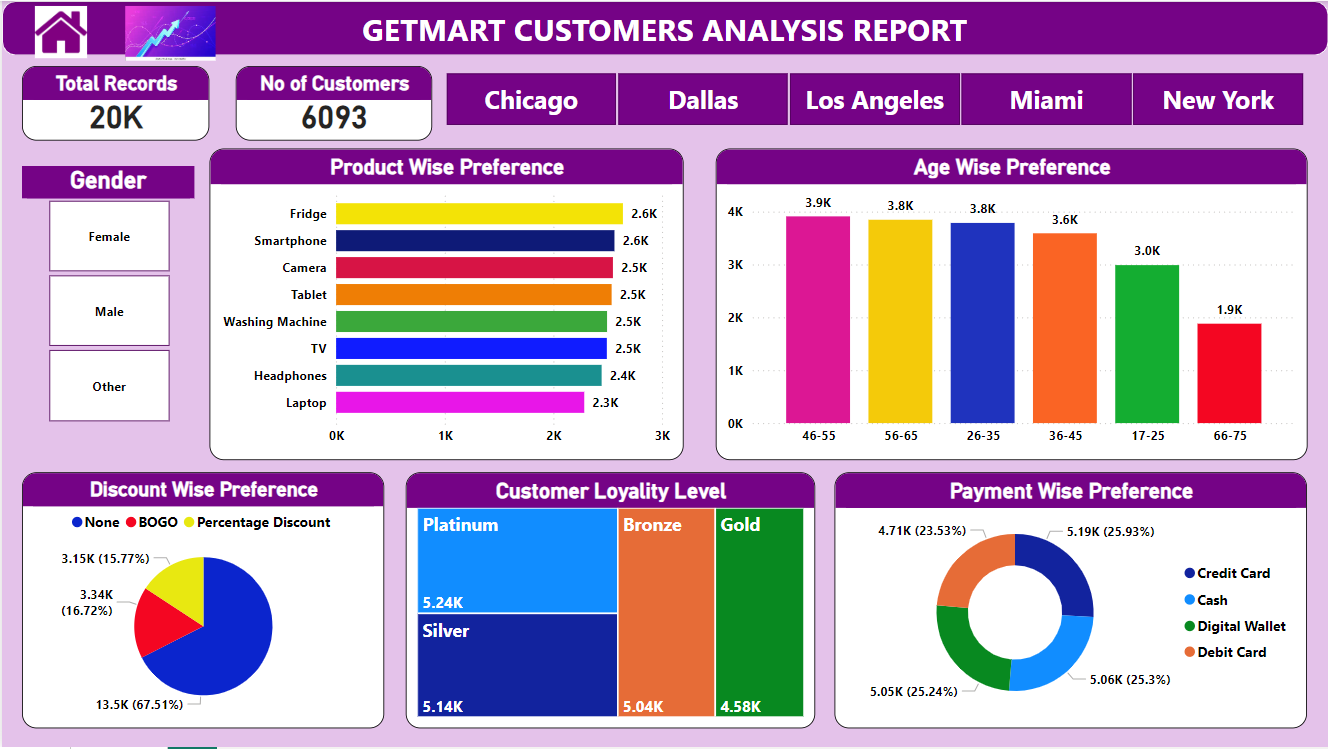 GETMART CUSTOMERS ANALYSIS REPORT
Total Records
20K
No of Customers
6093
Chicago
Dallas
Los Angeles
Miami
New York
Gender
Female
Male
Other
Product Wise Preference
Fridge 2.6K
Smartphone 2.6K
Camera 2.5K
Tablet 2.5K
Washing Machine 2.5K
TV 2.5K
Headphones 2.4K
Laptop 2.3K
0K 1K 2K 3K
Age Wise Preference
4K
3K
2K
1K
0K
3.9K 3.8K 3.8K 3.6K 3.0K 1.9K
46-55 56-65 26-35 36-45 17-25 66-75
Discount Wise Preference
None BOGO Percentage Discount
3.15K (15.77%)
3.34K
(16.72%)
13.5K (67.51%)
Customer Loyality Level
Platinum
5.24K
Silver
5.14K
Bronze
5.04K
Gold
4.58K
Payment Wise Preference
4.71K (23.53%)
5.19K (25.93%)
5.05K (25.24%)
5.06K (25.3%)
Credit Card
Cash
Digital Wallet
Debit Card